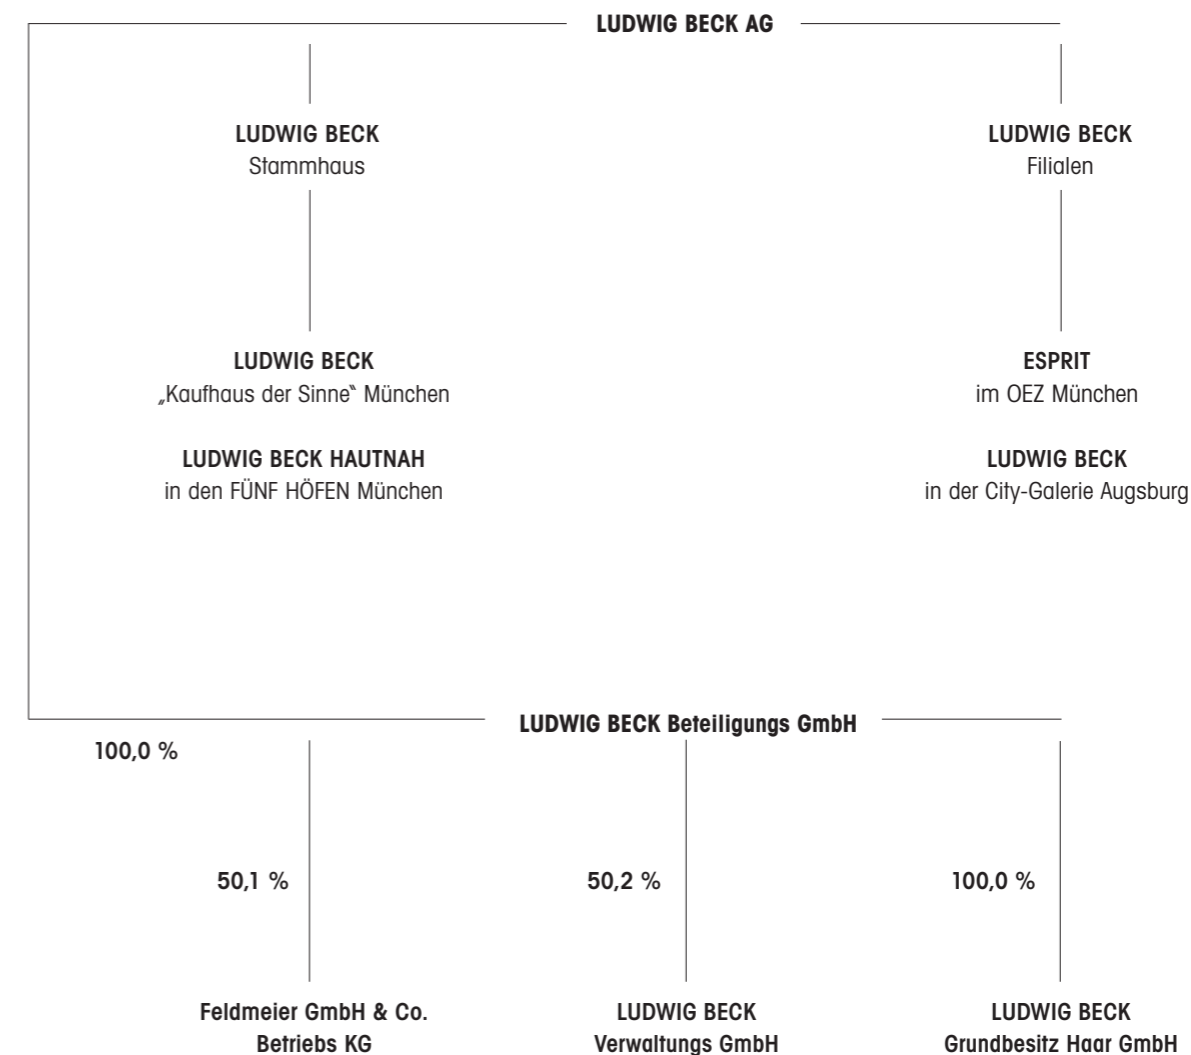 LUDWIG BECK AG
LUDWIG BECK
Stammhaus
LUDWIG BECK
Filialen
LUDWIG BECK
„Kaufhaus der Sinne‟ München
LUDWIG BECK HAUTNAH
in den FÜNF HÖFEN München
ESPRIT
im OEZ München
LUDWIG BECK
in der City-Galerie Augsburg
LUDWIG BECK Beteiligungs GmbH
100,0 %
50,1 %
50,2 %
100,0 %
Feldmeier GmbH & Co.
Betriebs KG
LUDWIG BECK
Verwaltungs GmbH
LUDWIG BECK
Grundbesitz Haar GmbH